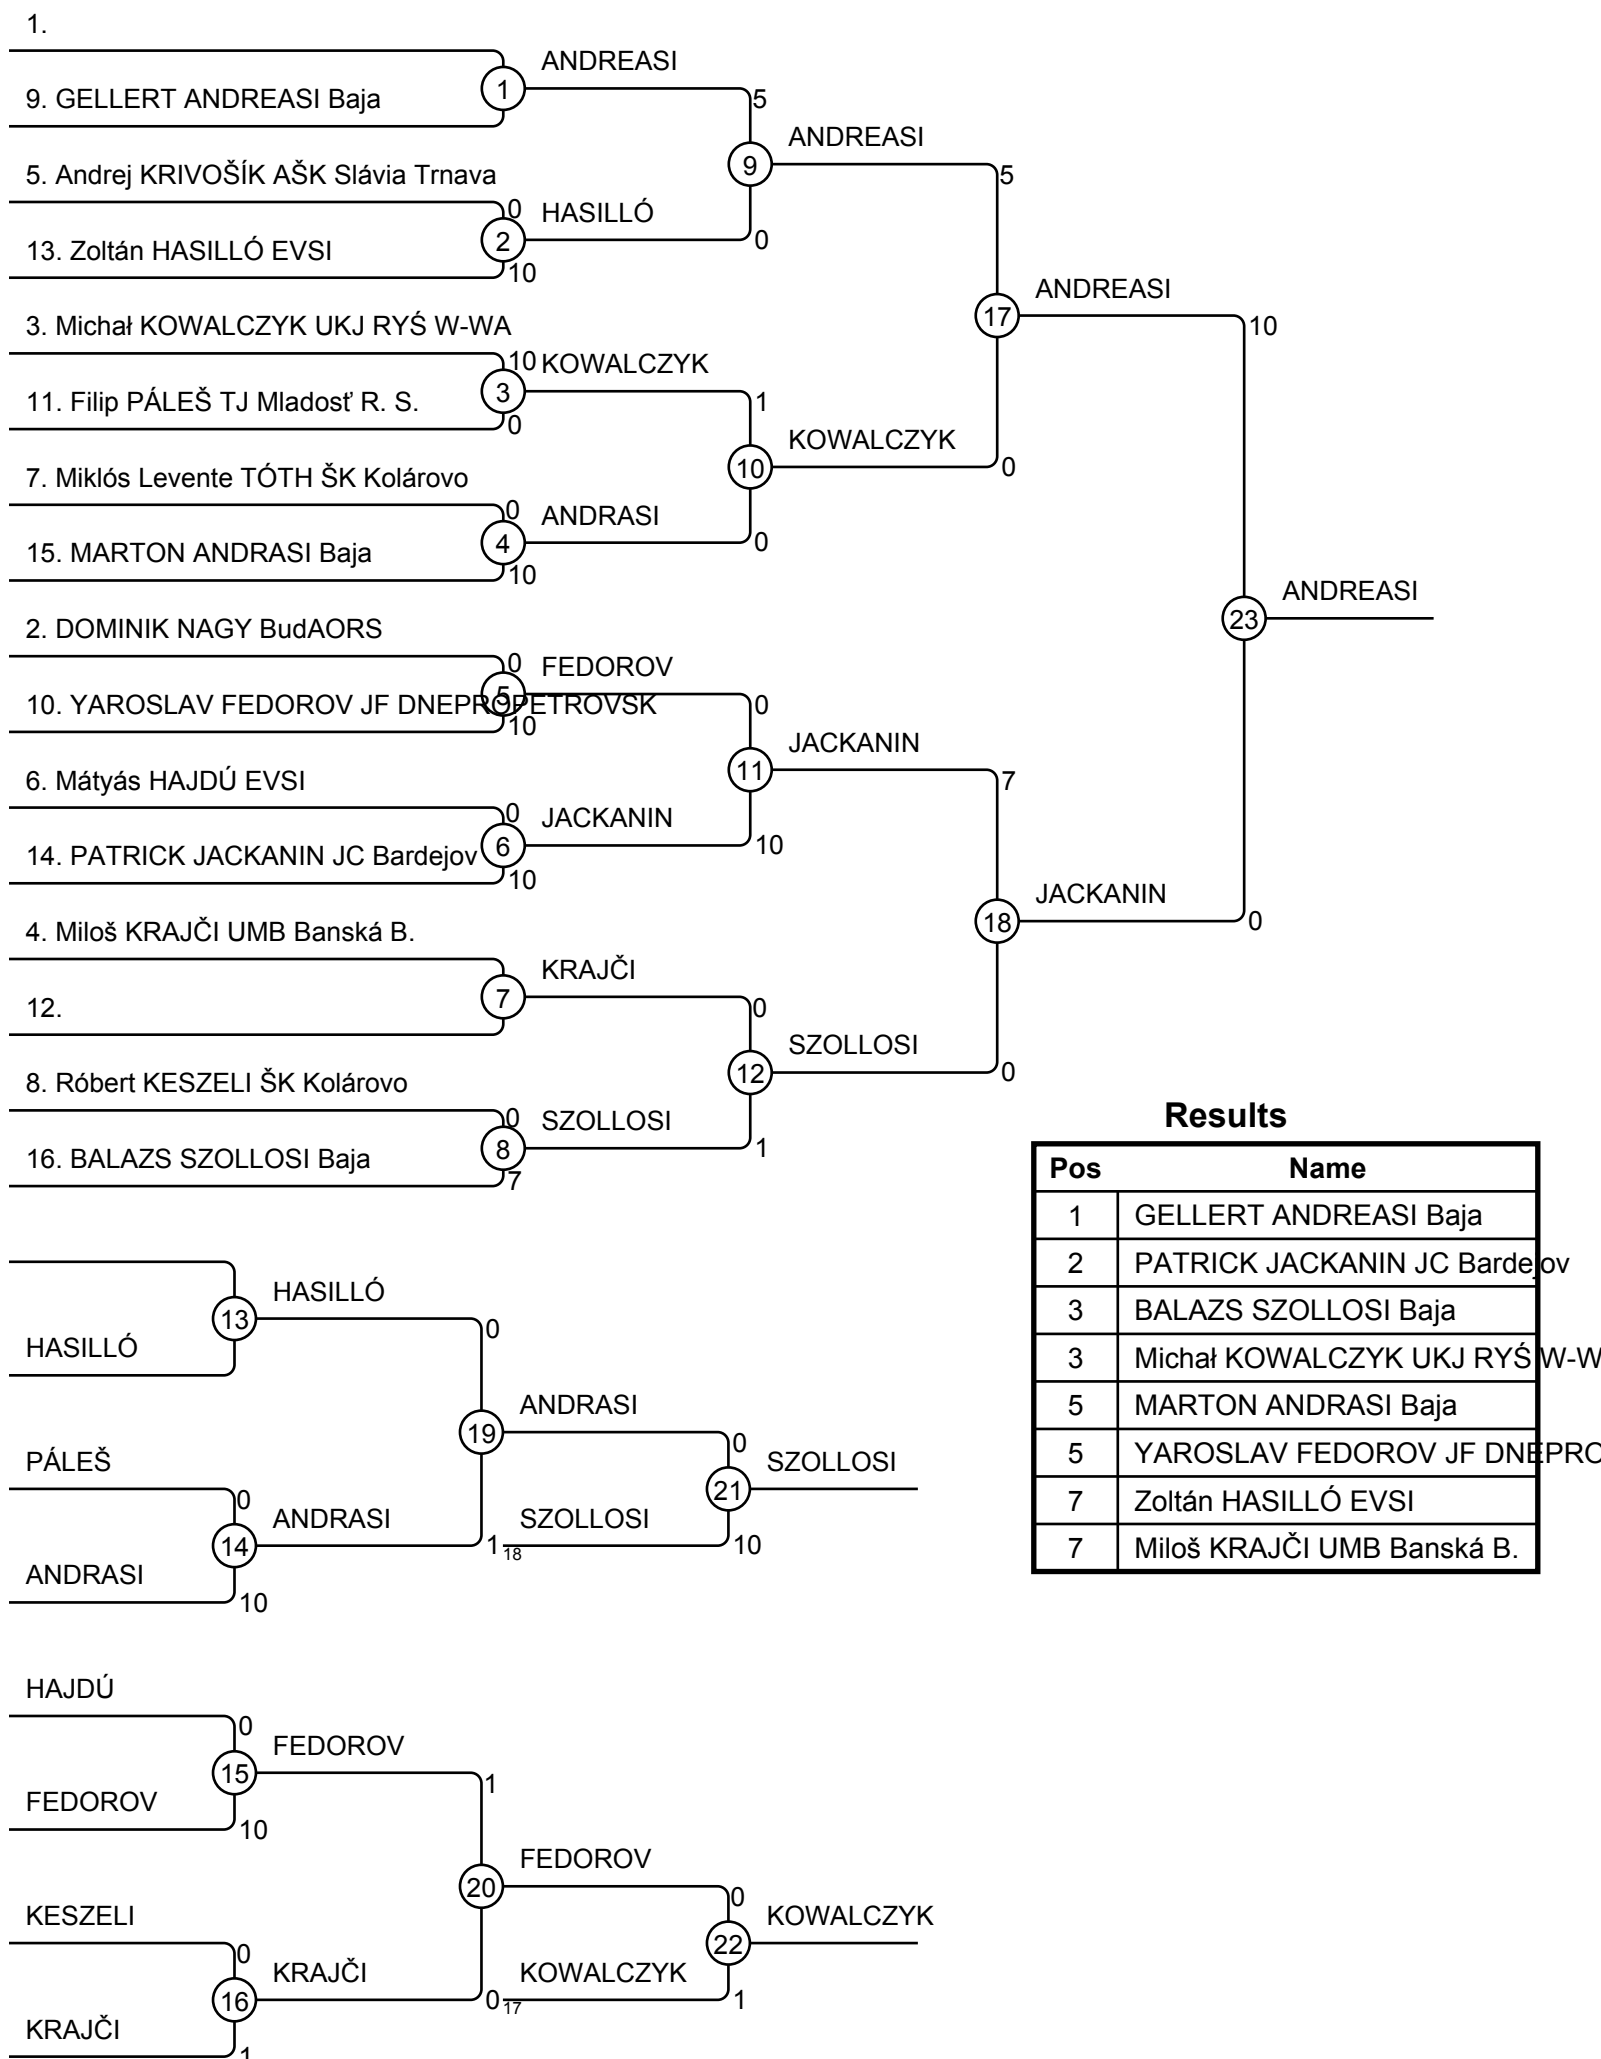 1.
ANDREASI
9. GELLERT ANDREASI Baja
1
5
ANDREASI
5. Andrej KRIVOŠÍK AŠK Slávia Trnava
9
5
0
HASILLÓ
13. Zoltán HASILLÓ EVSI
2
0
10
3. Michał KOWALCZYK UKJ RYŚ W-WA
ANDREASI
17
10
10
KOWALCZYK
11. Filip PÁLEŠ TJ Mladosť R. S.
3
1
0
KOWALCZYK
7. Miklós Levente TÓTH ŠK Kolárovo
10
0
0
ANDRASI
15. MARTON ANDRASI Baja
4
0
10
ANDREASI
23
2. DOMINIK NAGY BudAORS
0
FEDOROV
10. YAROSLAV FEDOROV JF DNEPROPETROVSK
5
0
10
JACKANIN
6. Mátyás HAJDÚ EVSI
11
7
0
JACKANIN
14. PATRICK JACKANIN JC Bardejov
6
10
10
JACKANIN
4. Miloš KRAJČI UMB Banská B.
18
0
KRAJČI
12.
7
0
SZOLLOSI
8. Róbert KESZELI ŠK Kolárovo
12
0
0
SZOLLOSI
16. BALAZS SZOLLOSI Baja
8
1
7
HASILLÓ
13
0
HASILLÓ
ANDRASI
19
0
PÁLEŠ
SZOLLOSI
0
21
ANDRASI
14
1
18
SZOLLOSI
10
ANDRASI
10
HAJDÚ
0
FEDOROV
15
1
FEDOROV
10
FEDOROV
20
0
KESZELI
KOWALCZYK
0
22
KRAJČI
16
0
17
KOWALCZYK
1
KRAJČI
1
Results
Pos Name
1 GELLERT ANDREASI Baja
2 PATRICK JACKANIN JC Bardejov
3 BALAZS SZOLLOSI Baja
3 Michał KOWALCZYK UKJ RYŚ W-W
5 MARTON ANDRASI Baja
5 YAROSLAV FEDOROV JF DNEPRO
7 Zoltán HASILLÓ EVSI
7 Miloš KRAJČI UMB Banská B.